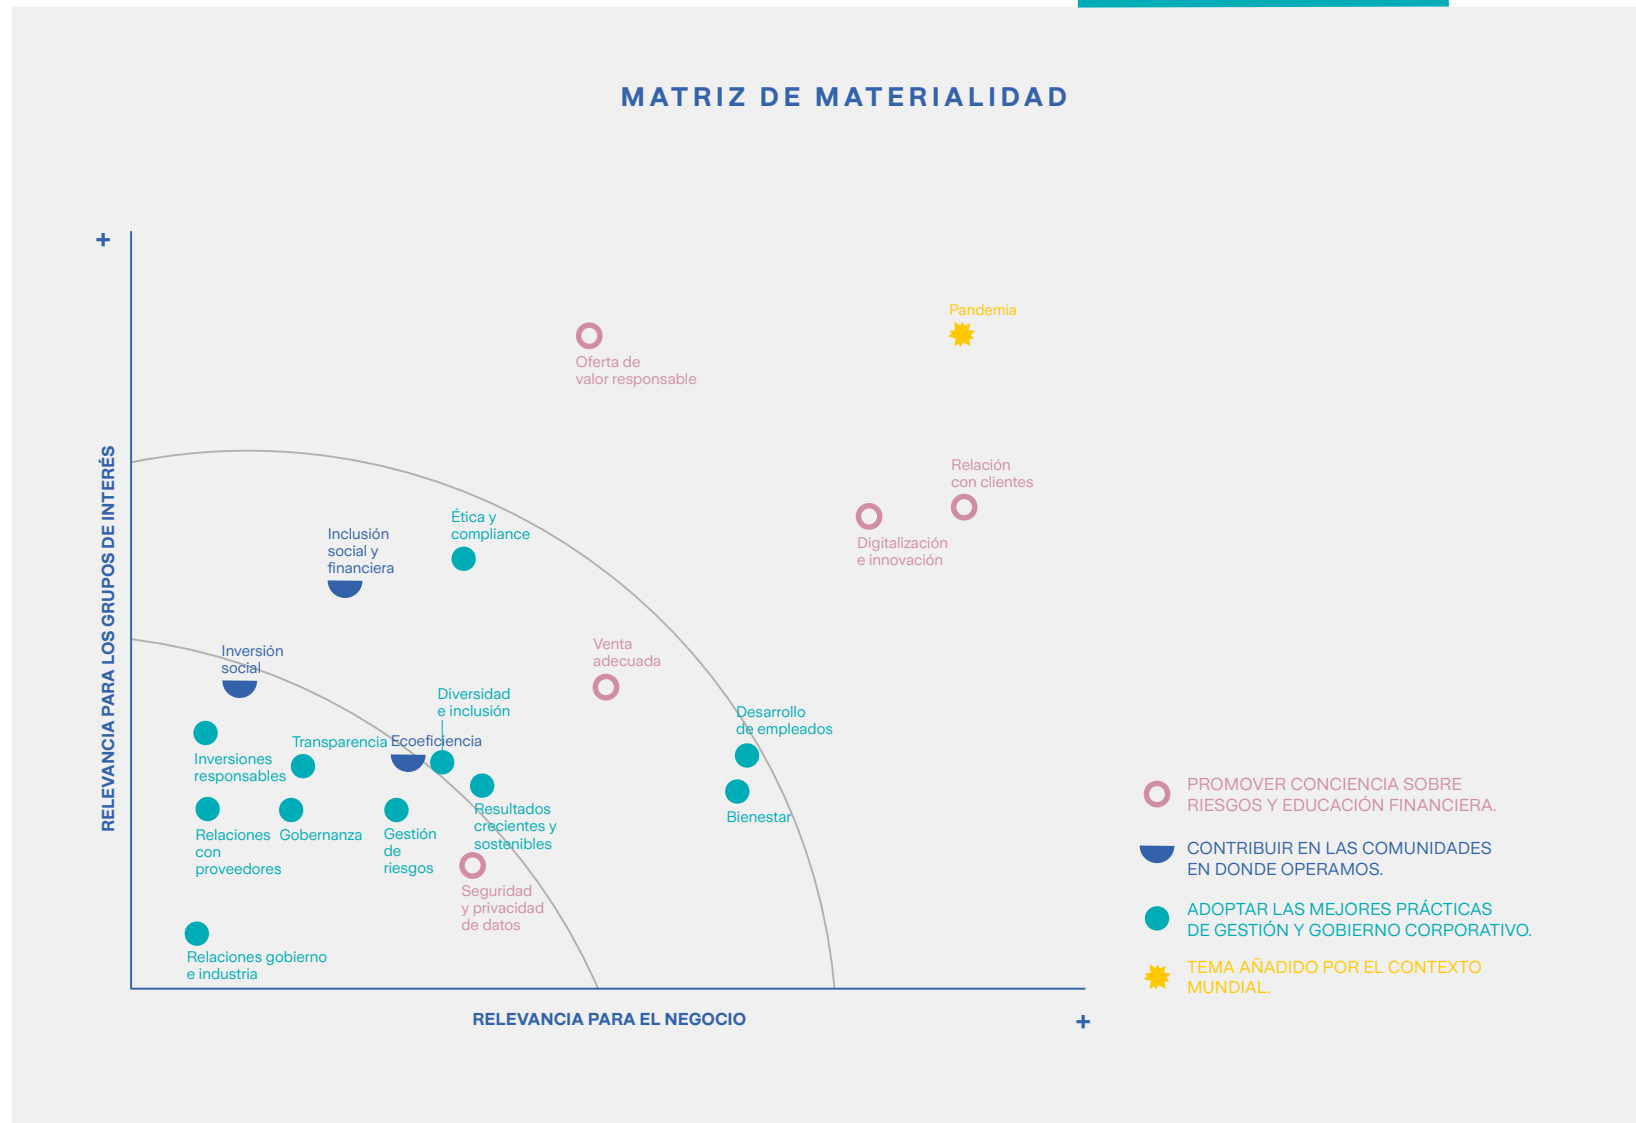 MATRIZ DE MATERIALIDAD
+
RELEVANCIA PARA LOS GRUPOS DE INTERÉS
Pandemia
Oferta de
valor responsable
Relación
con clientes
Digitalización
e innovación
Ética y
compliance
Inclusión
social y
financiera
Venta
adecuada
Inversión
social
Diversidad
e inclusión
Desarrollo
de empleados
Transparencia
Ecoeficiencia
Inversiones
responsables
Resultados
crecientes y
sostenibles
Bienestar
Relaciones
con
proveedores
Gobernanza
Gestión
de
riesgos
Seguridad
y privacidad
de datos
Relaciones gobierno
e industria
RELEVANCIA PARA EL NEGOCIO
+
PROMOVER CONCIENCIA SOBRE
RIESGOS Y EDUCACIÓN FINANCIERA.
CONTRIBUIR EN LAS COMUNIDADES
EN DONDE OPERAMOS.
ADOPTAR LAS MEJORES PRÁCTICAS
DE GESTIÓN Y GOBIERNO CORPORATIVO.
TEMA AÑADIDO POR EL CONTEXTO
MUNDIAL.